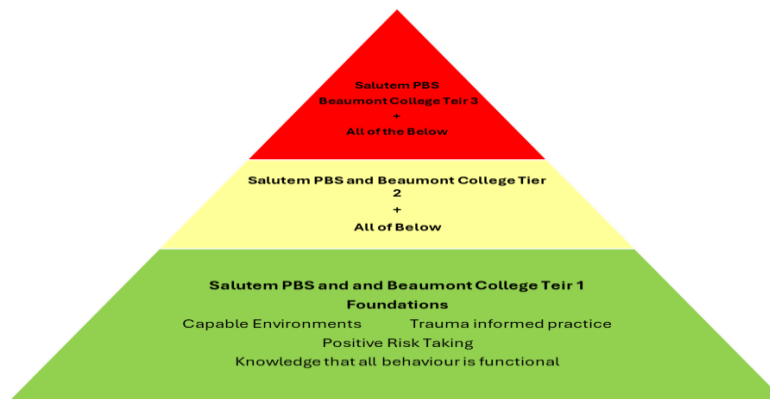 Salutem PBS
Beaumont College Teir 3
+
All of the Below
Salutem PBS and Beaumont College Tier
2
+
All of Below
Salutem PBS and and Beaumont College Teir 1
Foundations
Capable Environments Trauma informed practice
Positive Risk Taking
Knowledge that all behaviour is functional